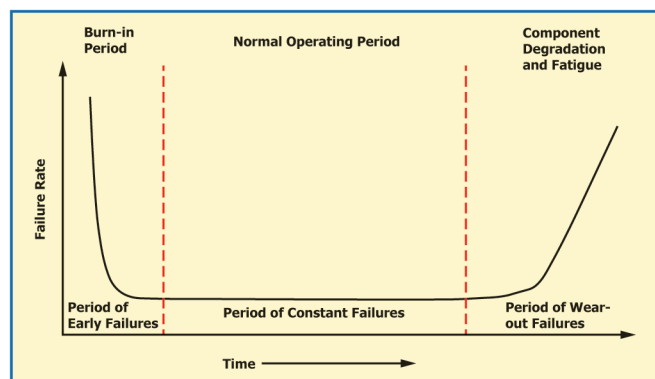 Burn-in
Period
Normal Operating Period
Component
Degradation
and Fatigue
Failure Rate
Period of
Early Failures
Period of Constant Failures
Period of Wear-
out Failures
Time